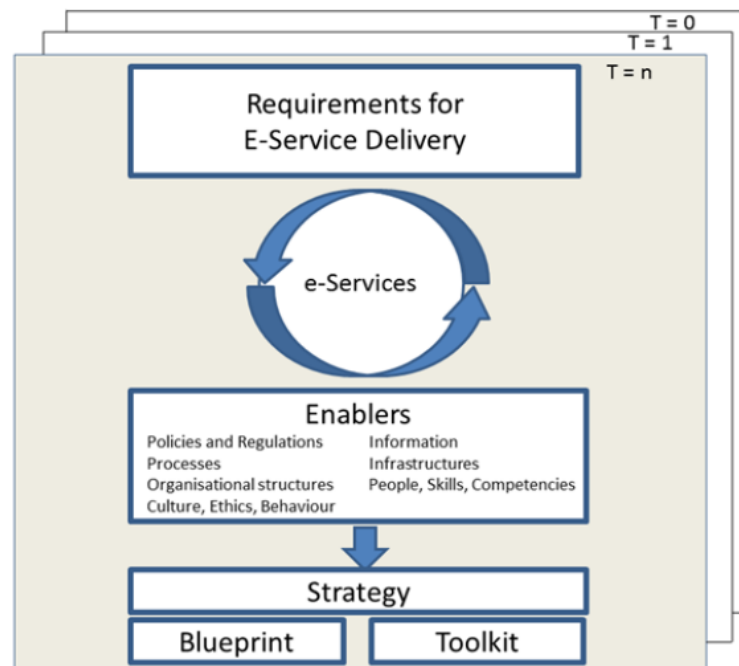 T = 0
T = 1
T = n
Requirements for
E-Service Delivery
e-Services
Enablers
Policies and Regulations
Processes
Organisational structures
Culture, Ethics, Behaviour
Information
Infrastructures
People, Skills, Competencies
Strategy
Blueprint
Toolkit